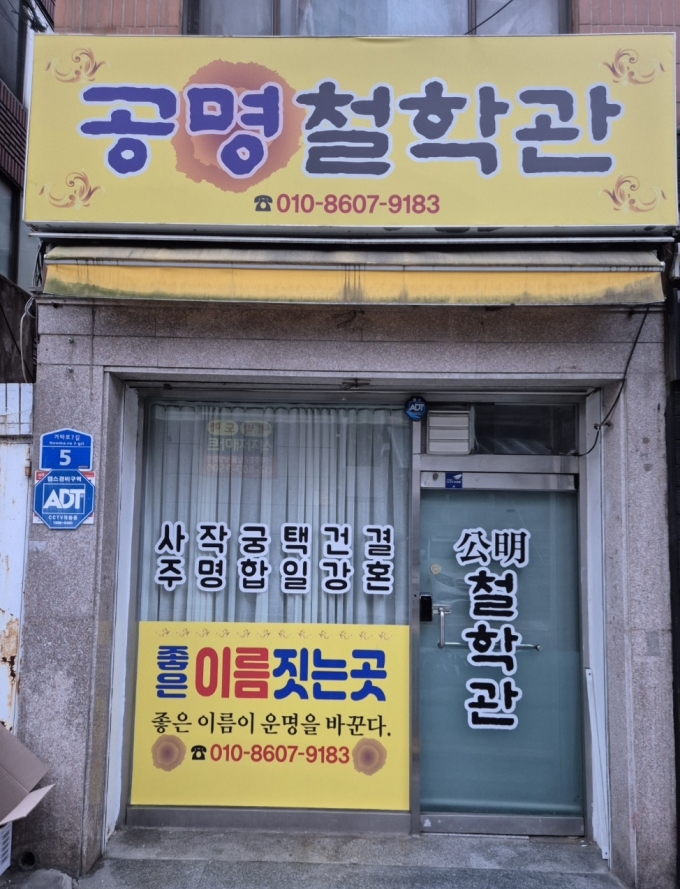 공명철학관
☎010-8607-9183
5
ADT
ADT
사 작 궁 택 건 결
주 명 합 일 강 혼
公明
철학관
좋은 이름짓는곳
좋은 이름이 운명을 바꾼다.
☎010-8607-9183